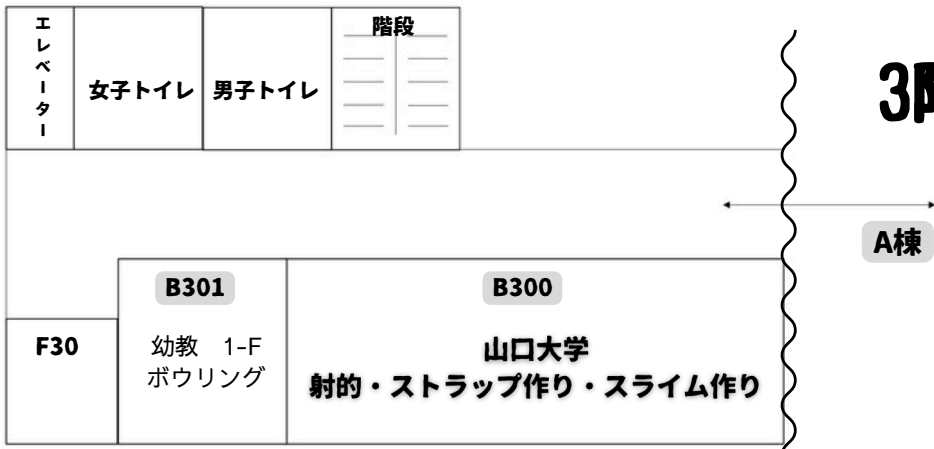 エレベーター
女子トイレ
男子トイレ
階段
3
A棟
B301
B300
F30
幼教 1-F
ボウリング
山口大学
射的・ストラップ作り・スライム作り